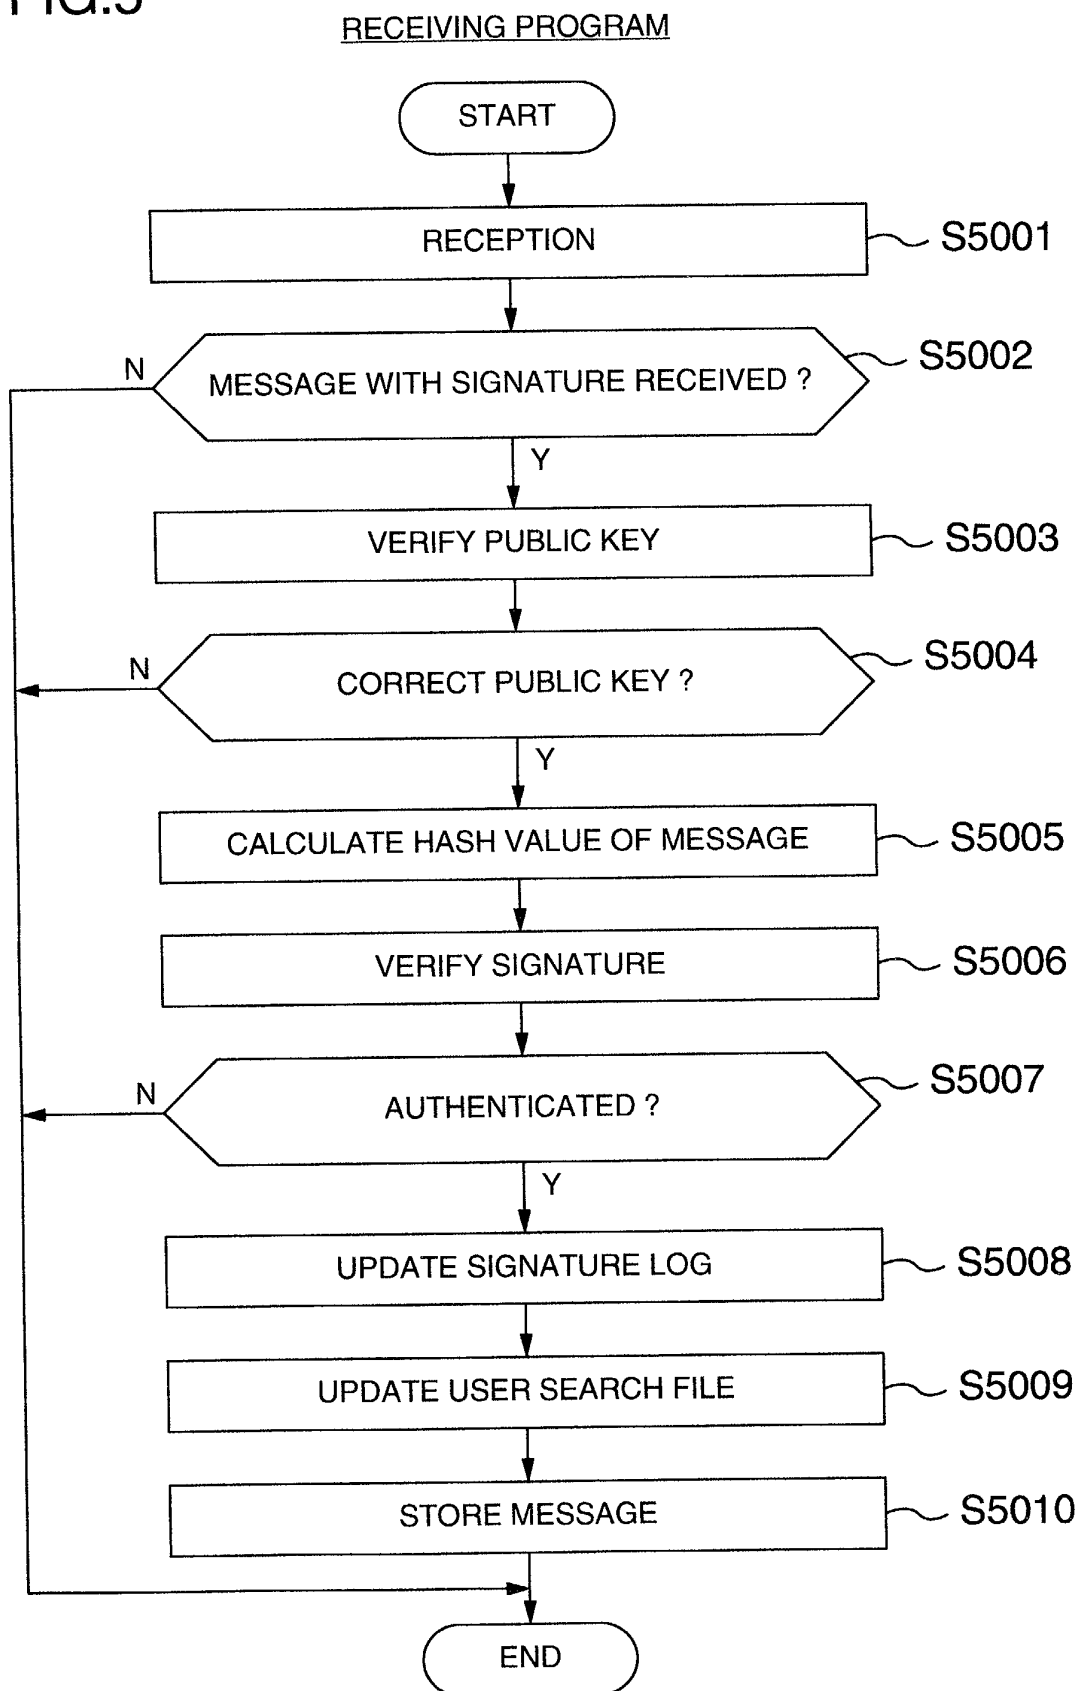 FIG.5
RECEIVING PROGRAM
START
RECEPTION
S5001
MESSAGE WITH SIGNATURE RECEIVED ?
S5002
N
Y
VERIFY PUBLIC KEY
S5003
CORRECT PUBLIC KEY ?
S5004
N
Y
CALCULATE HASH VALUE OF MESSAGE
S5005
VERIFY SIGNATURE
S5006
AUTHENTICATED ?
S5007
N
Y
UPDATE SIGNATURE LOG
S5008
UPDATE USER SEARCH FILE
S5009
STORE MESSAGE
S5010
END